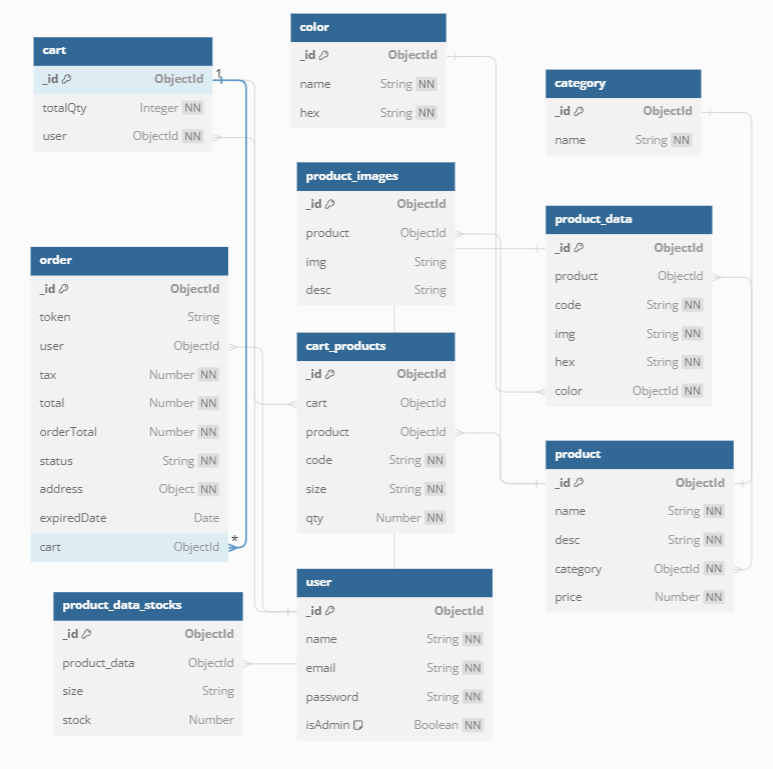 cart
_id ObjectId
totalQty Integer NN
user ObjectId NN
1
color
_id ObjectId
name String NN
hex String NN
category
_id ObjectId
name String NN
product_images
_id ObjectId
product ObjectId
img String
desc String
product_data
_id ObjectId
product ObjectId
code String NN
img String NN
hex String NN
color ObjectId NN
order
_id ObjectId
token String
user ObjectId
tax Number NN
total Number NN
orderTotal Number NN
status String NN
address Object NN
expiredDate Date
cart ObjectId
*
cart_products
_id ObjectId
cart ObjectId
product ObjectId
code String NN
size String NN
qty Number NN
product
_id ObjectId
name String NN
desc String NN
category ObjectId NN
price Number NN
product_data_stocks
_id ObjectId
product_data ObjectId
size String
stock Number
user
_id ObjectId
name String NN
email String NN
password String NN
isAdmin Boolean NN